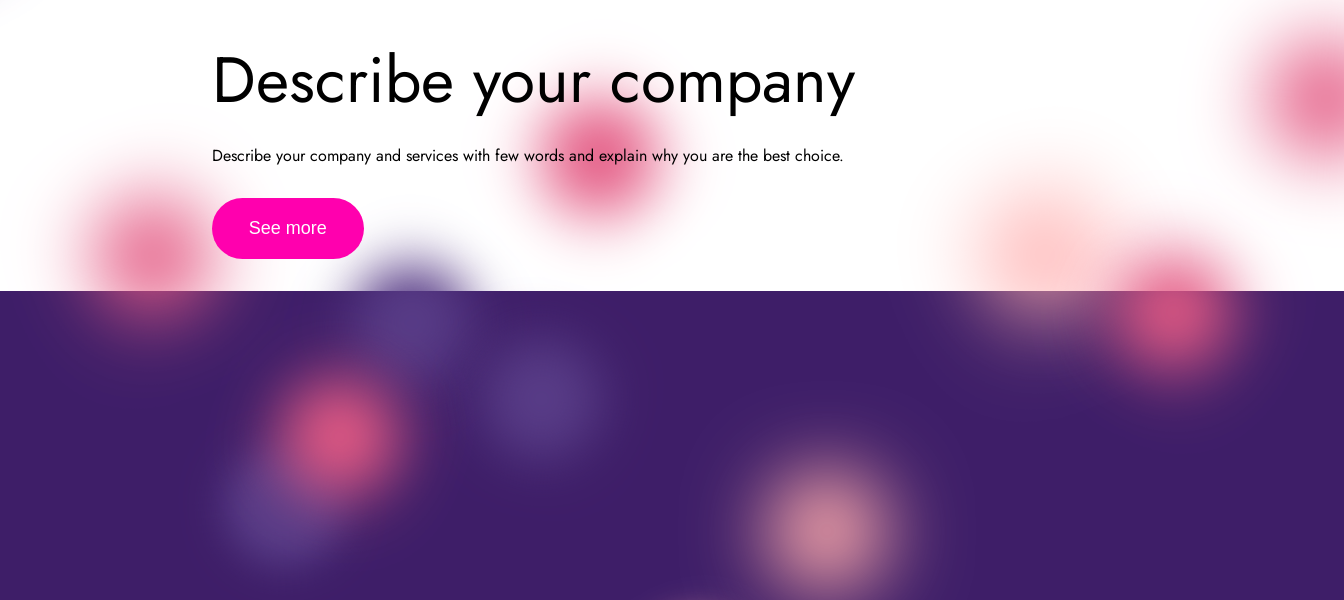 Describe your company
Describe your company and services with few words and explain why you are the best choice.
See more